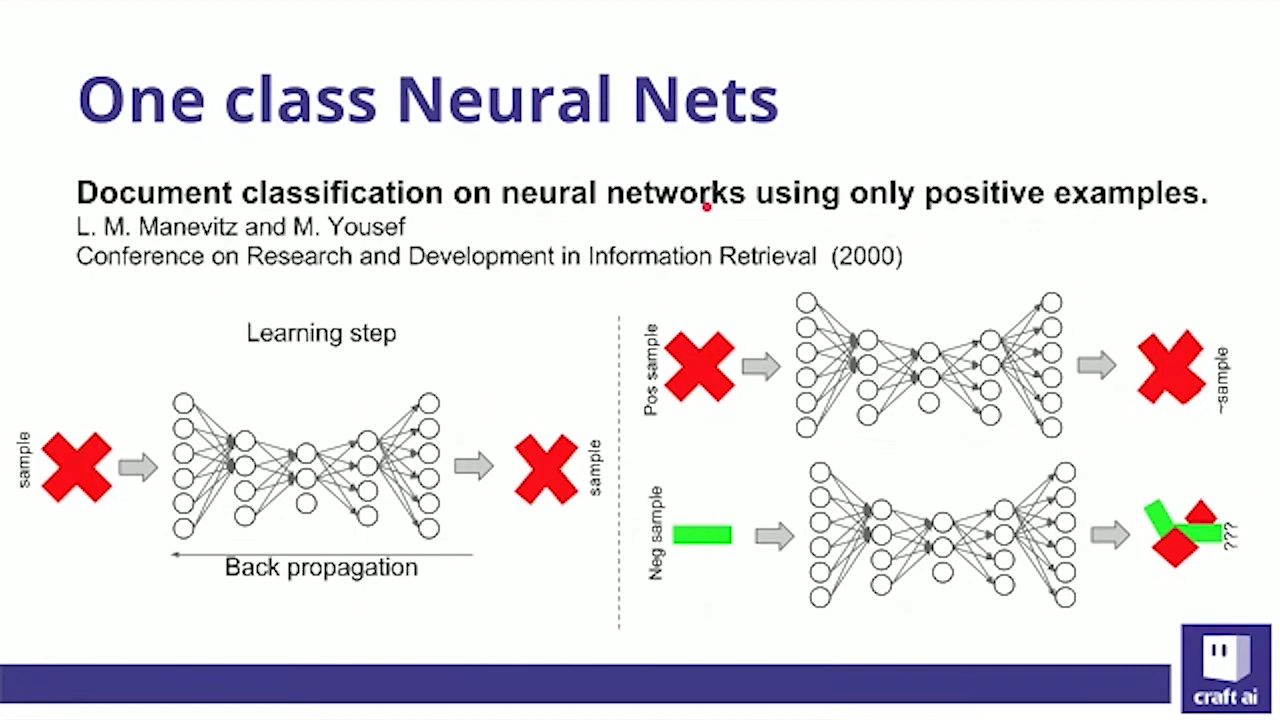 One class Neural Nets
Document classification on neural networks using only positive examples.
L. M. Manevitz and M. Yousef
Conference on Research and Development in Information Retrieval (2000)
Learning step
sample
sample
Back propagation
Pos sample
~sample
Neg sample
???
craft ai